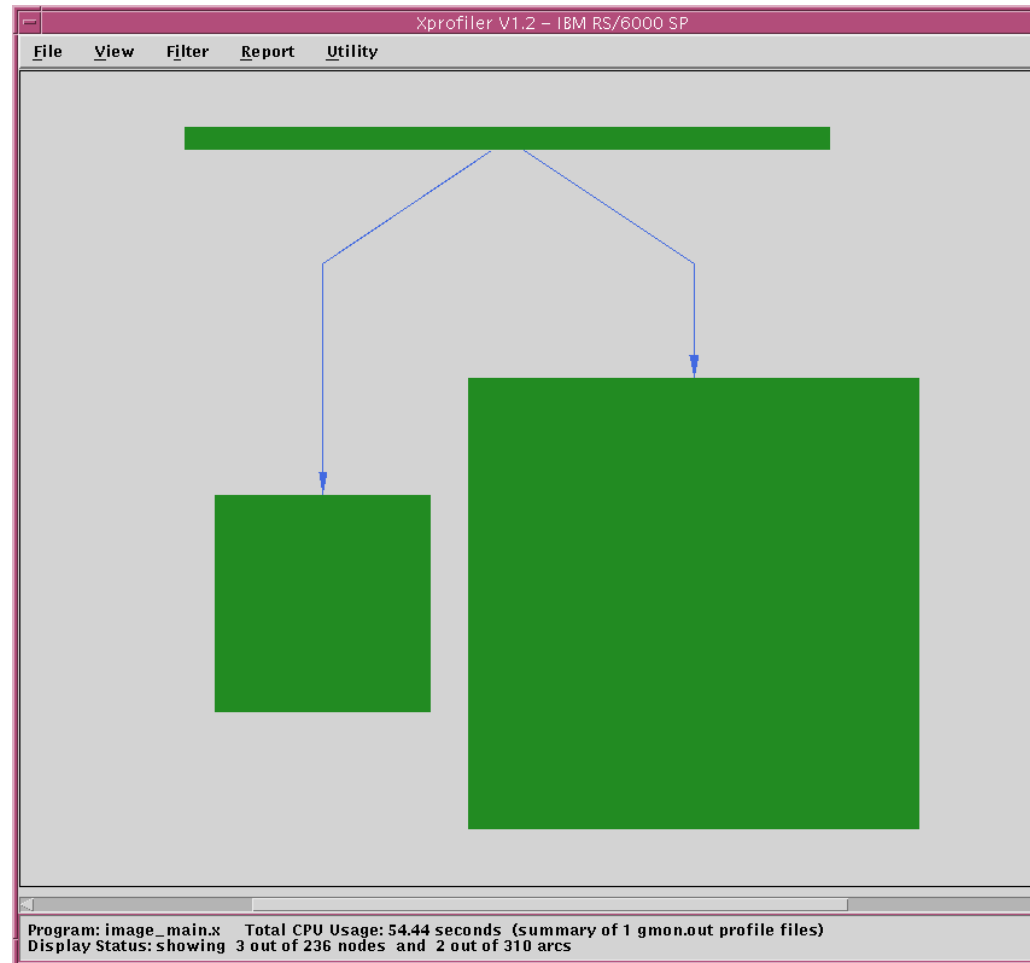 Xprofiler V1.2 – IBM RS/6000 SP
File View Filter Report Utility
Program: image_main.x Total CPU Usage: 54.44 seconds (summary of 1 gmon.out profile files)
Display Status: showing 3 out of 236 nodes and 2 out of 310 arcs